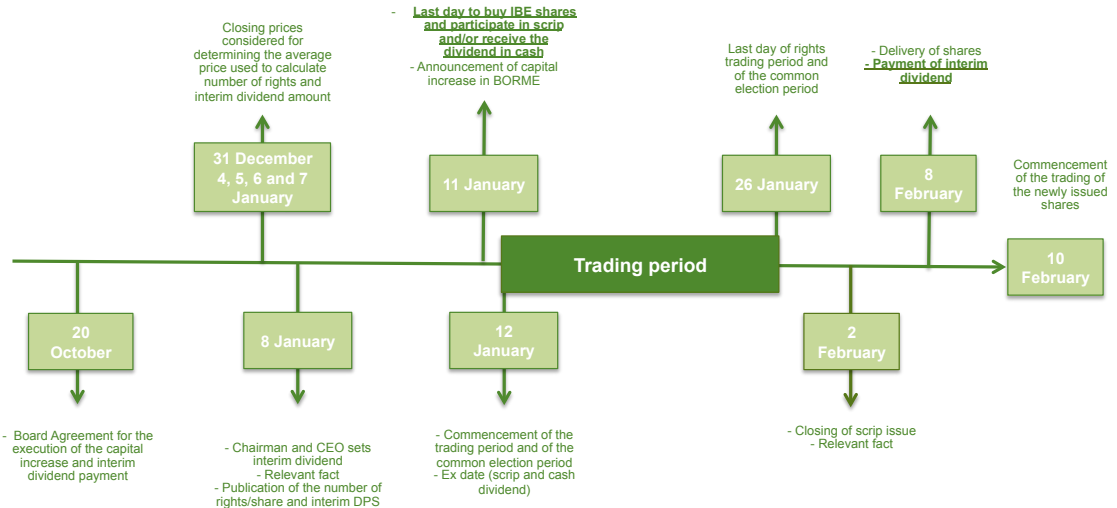 Closing prices
considered for
determining the average
price used to calculate
number of rights and
interim dividend amount
- Last day to buy IBE shares
and participate in scrip
and/or receive the
dividend in cash
- Announcement of capital
increase in BORME
Last day of rights
trading period and
of the common
election period
- Delivery of shares
- Payment of interim
dividend
31 December
4, 5, 6 and 7
January
11 January
26 January
8
February
Commencement
of the trading of
the newly issued
shares
Trading period
10
February
20
October
8 January
12
January
2
February
- Board Agreement for the
execution of the capital
increase and interim
dividend payment
- Chairman and CEO sets
interim dividend
- Relevant fact
- Publication of the number of
rights/share and interim DPS
- Commencement of the
trading period and of the
common election period
- Ex date (scrip and cash
dividend)
- Closing of scrip issue
- Relevant fact